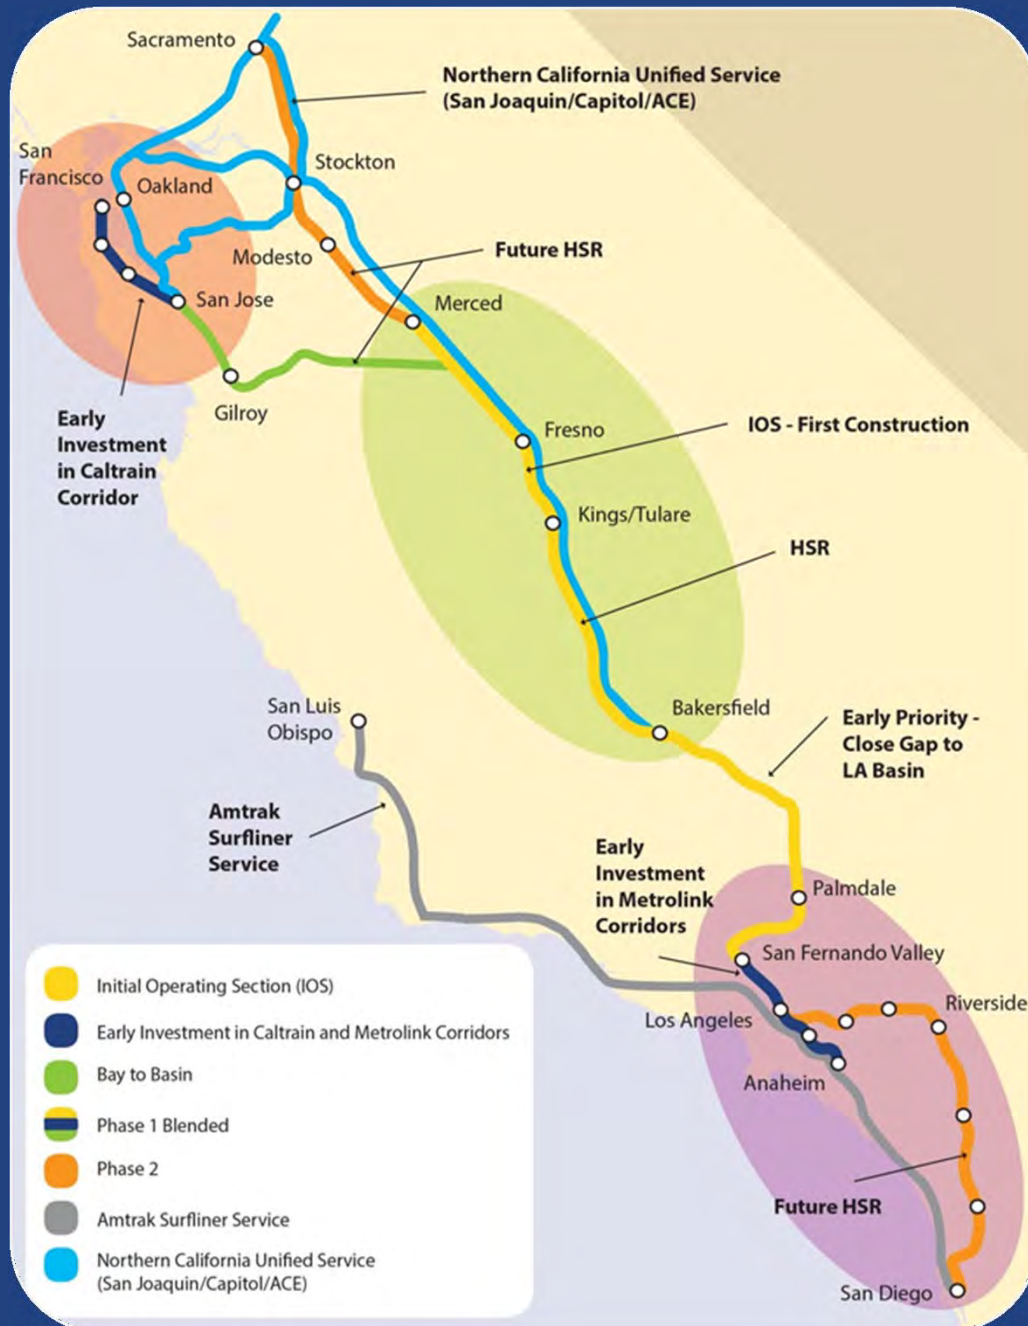 Sacramento
Northern California Unified Service
(San Joaquin/Capitol/ACE)
San
Francisco
Oakland
Stockton
Modesto
Future HSR
San Jose
Merced
Gilroy
Early
Investment
in Caltrain
Corridor
Fresno
IOS - First Construction
Kings/Tulare
HSR
San Luis
Obispo
Bakersfield
Early Priority -
Close Gap to
LA Basin
Amtrak
Surfliner
Service
Early
Investment
in Metrolink
Corridors
Palmdale
San Fernando Valley
Los Angeles
Riverside
Anaheim
Future HSR
San Diego
Initial Operating Section (IOS)
Early Investment in Caltrain and Metrolink Corridors
Bay to Basin
Phase 1 Blended
Phase 2
Amtrak Surfliner Service
Northern California Unified Service
(San Joaquin/Capitol/ACE)